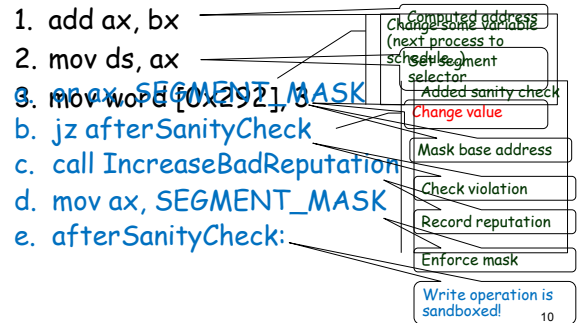 1. add ax, bx
2. mov ds, ax
3. mov word [0x292], 3
a. or ax, SEGMENT_MASK
b. jz afterSanityCheck
c. call IncreaseBadReputation
d. mov ax, SEGMENT_MASK
e. afterSanityCheck:
Computed address
Change some variable
(next process to
schedule..)
Set segment
selector
Added sanity check
Change value
Mask base address
Check violation
Record reputation
Enforce mask
Write operation is
sandboxed!
10